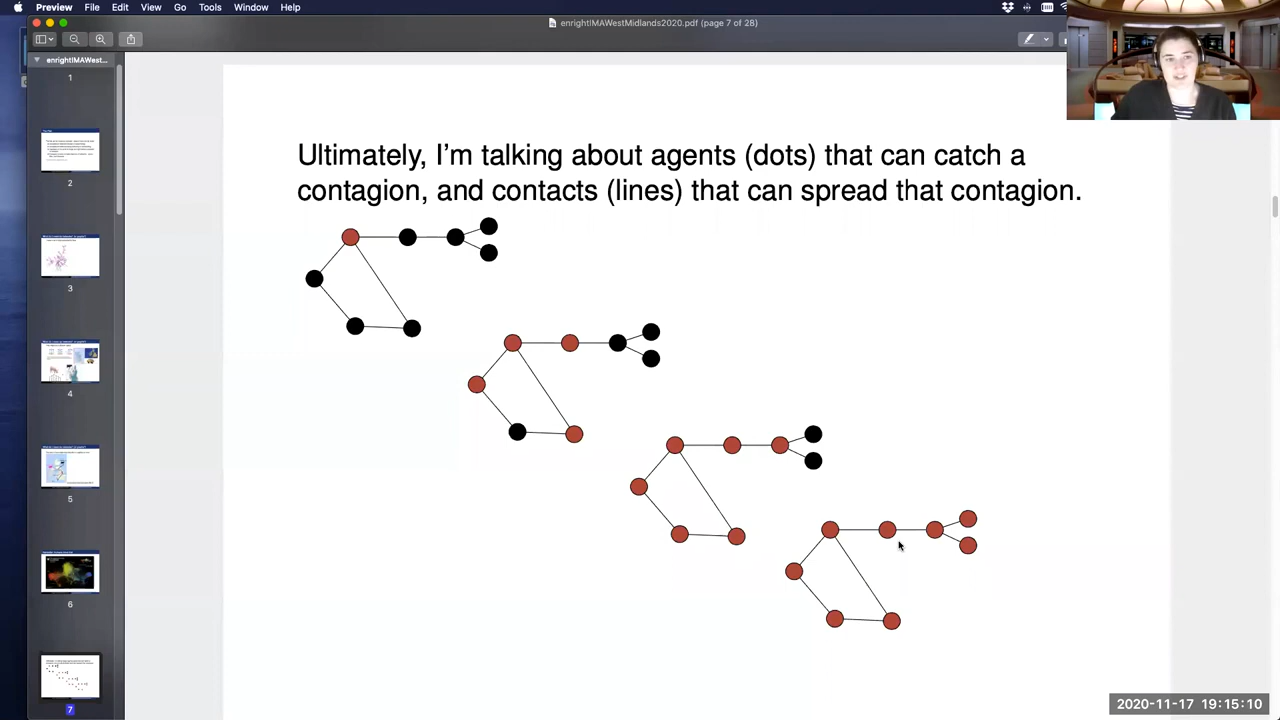 Preview File Edit View Go Tools Window Help
enrightIMAWestMidlands2020.pdf (page 7 of 28)
enrightIMAWest...
1
2
3
4
5
6
7
Ultimately, I'm talking about agents (dots) that can catch a
contagion, and contacts (lines) that can spread that contagion.
2020-11-17 19:15:10